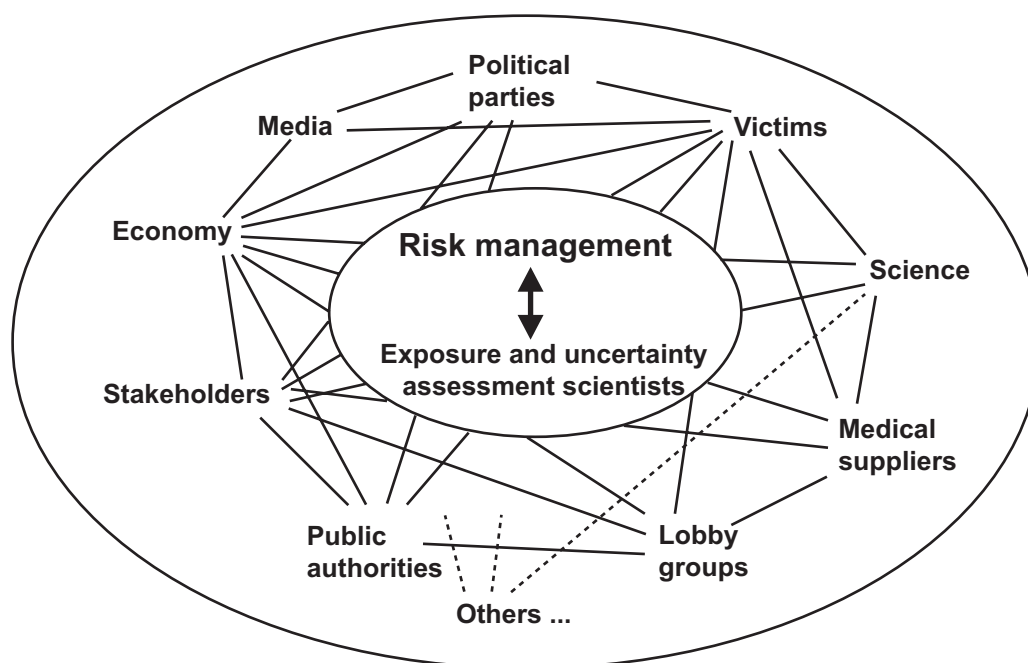 Political
parties
Media
Victims
Economy
Risk management
Science
Exposure and uncertainty
assessment scientists
Stakeholders
Medical
suppliers
Public
authorities
Lobby
groups
Others ...